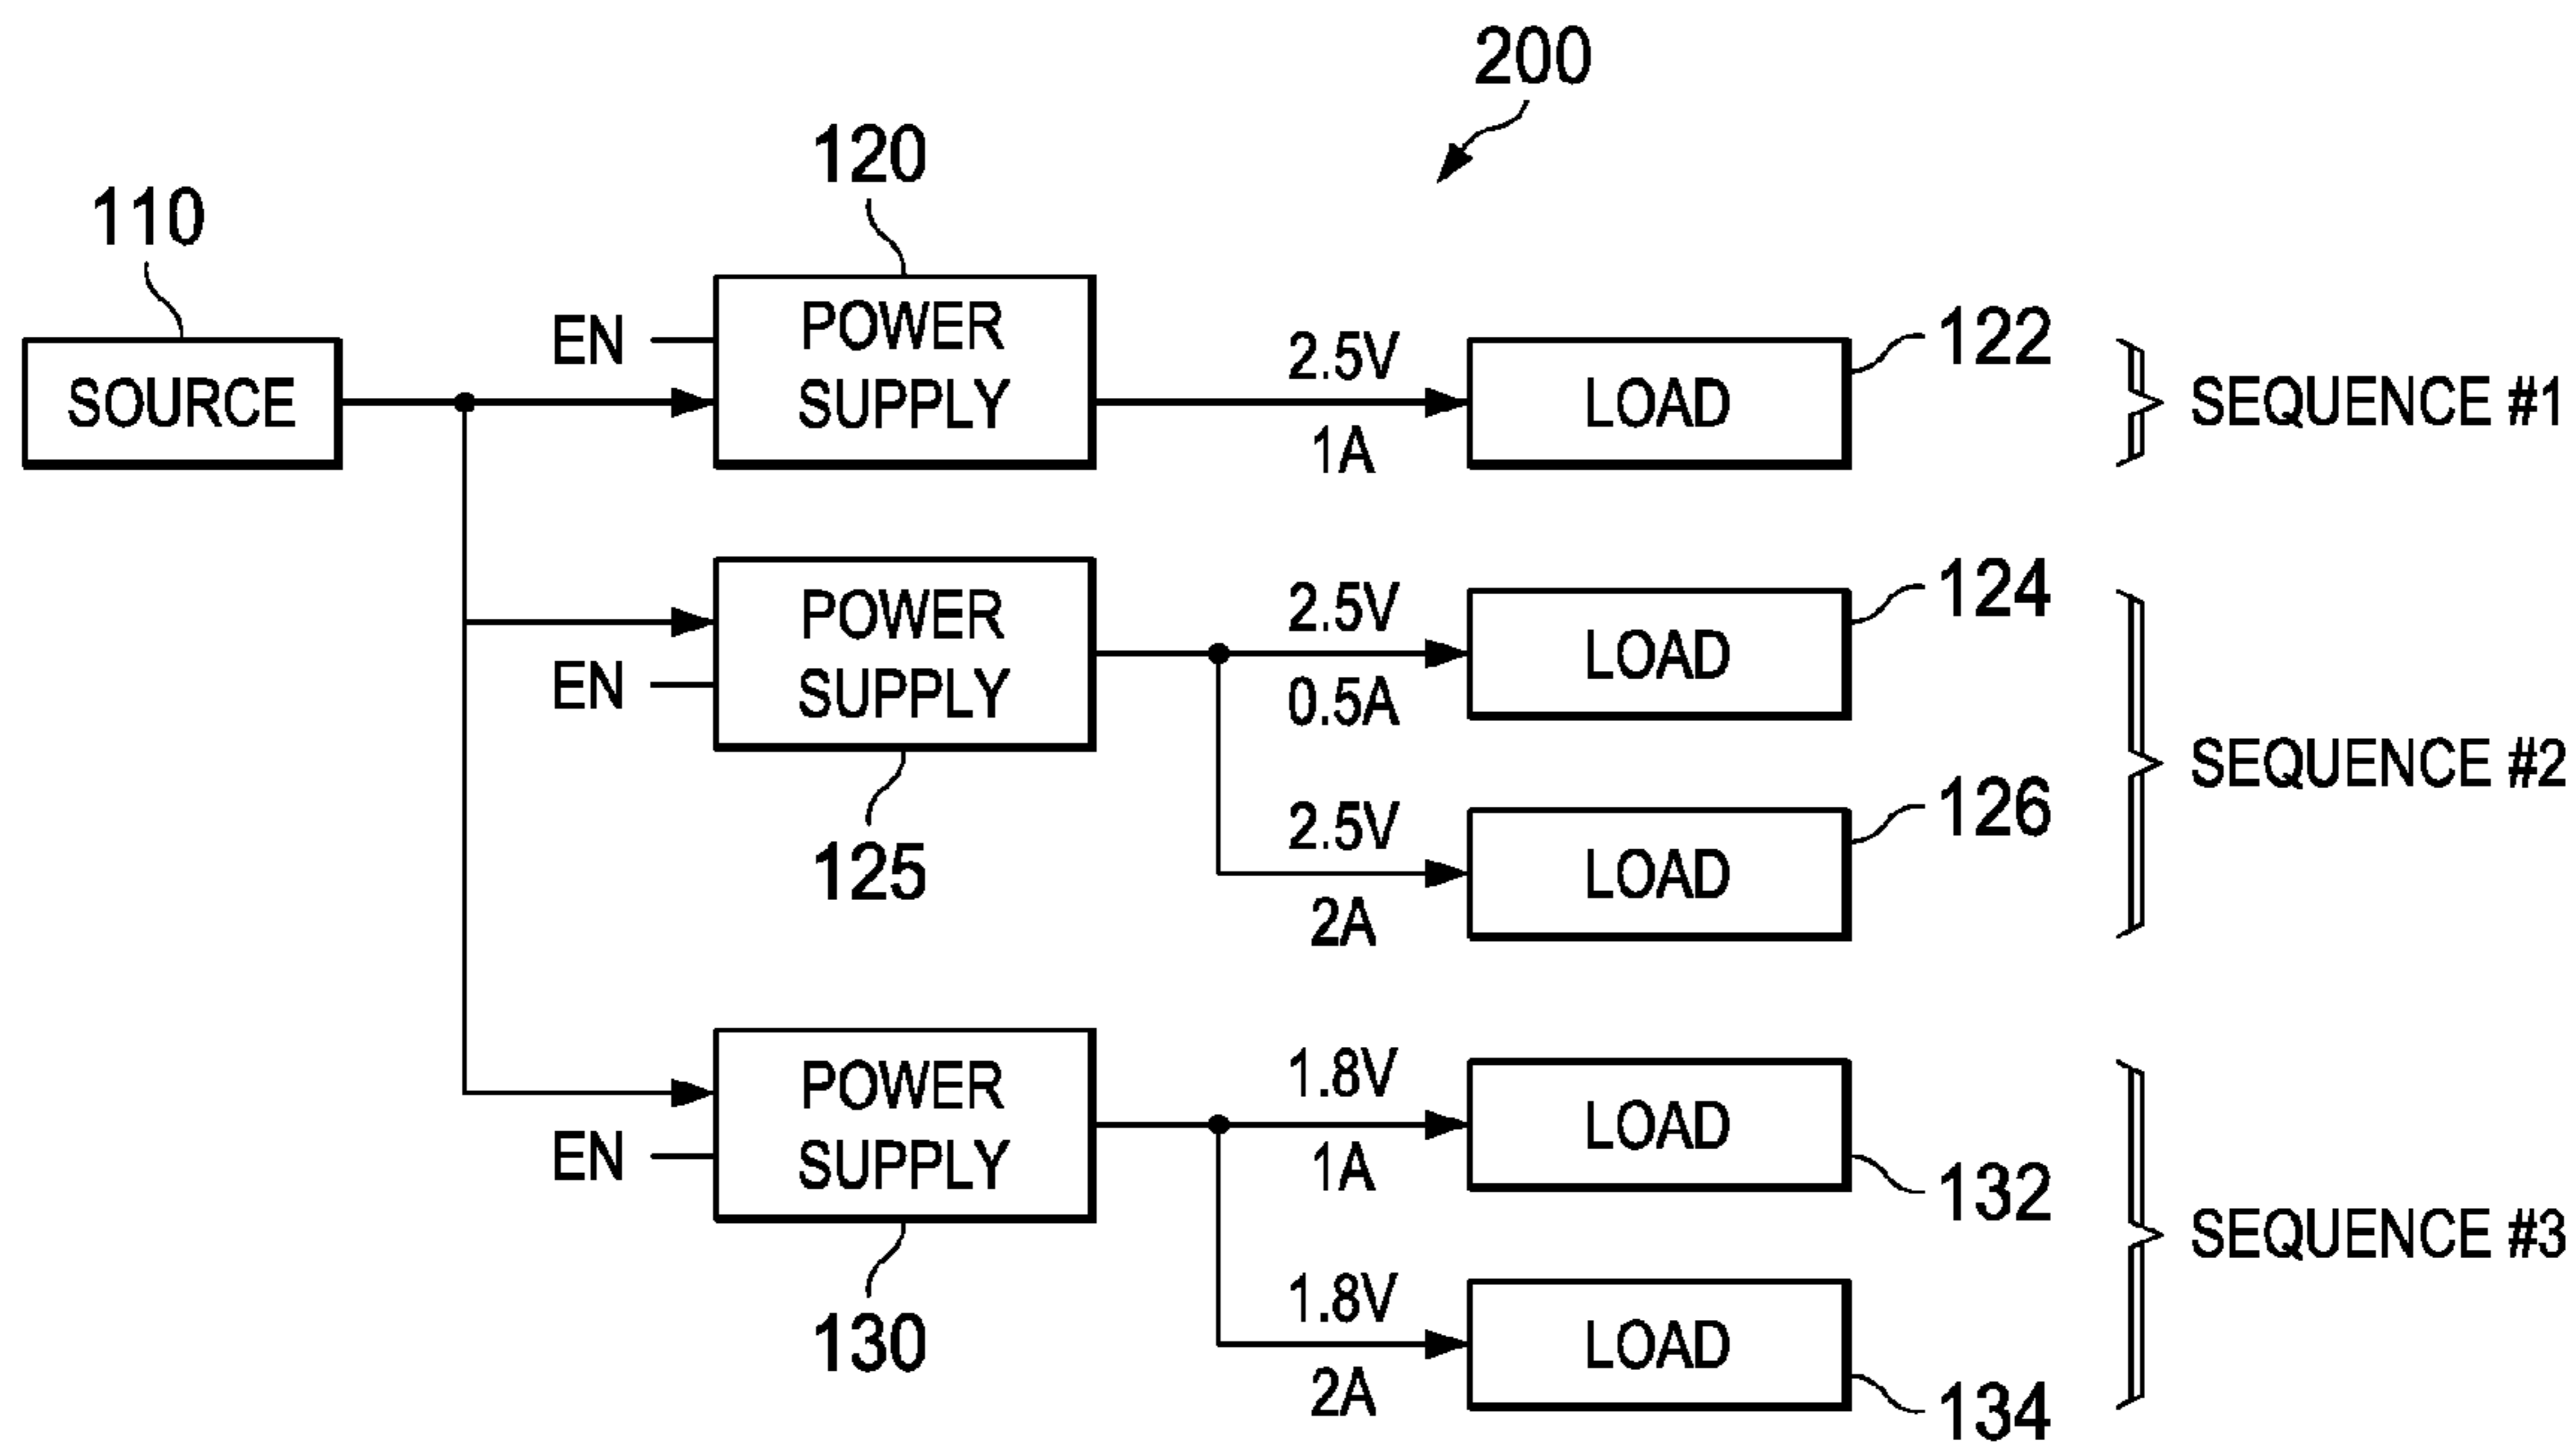 200
120
110
EN
POWER
SUPPLY
SOURCE
2.5V
1A
LOAD
122
SEQUENCE #1
EN
POWER
SUPPLY
125
2.5V
0.5A
LOAD
124
2.5V
2A
LOAD
126
SEQUENCE #2
EN
POWER
SUPPLY
130
1.8V
1A
LOAD
132
1.8V
2A
LOAD
134
SEQUENCE #3